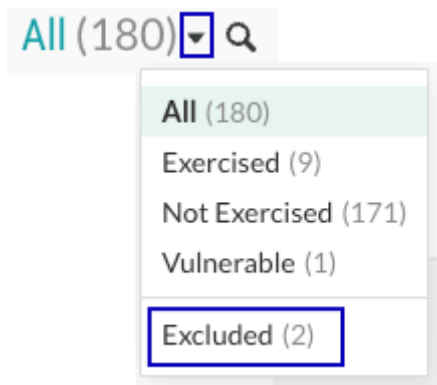 All (180)
All (180)
Exercised (9)
Not Exercised (171)
Vulnerable (1)
Excluded (2)